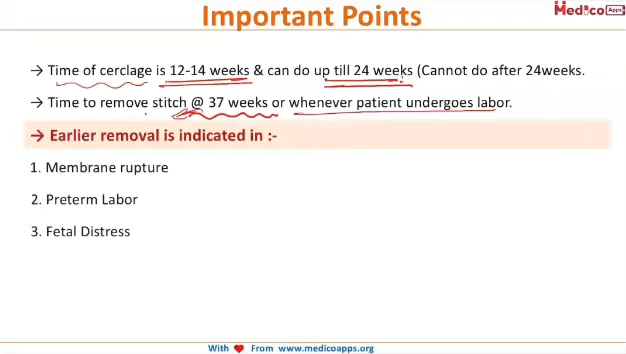 Important Points
Medico Apps
→ Time of cerclage is 12-14 weeks & can do up till 24 weeks (Cannot do after 24weeks.
→ Time to remove stitch @ 37 weeks or whenever patient undergoes labor.
→ Earlier removal is indicated in :-
1. Membrane rupture
2. Preterm Labor
3. Fetal Distress
With ❤ From www.medicoapps.org